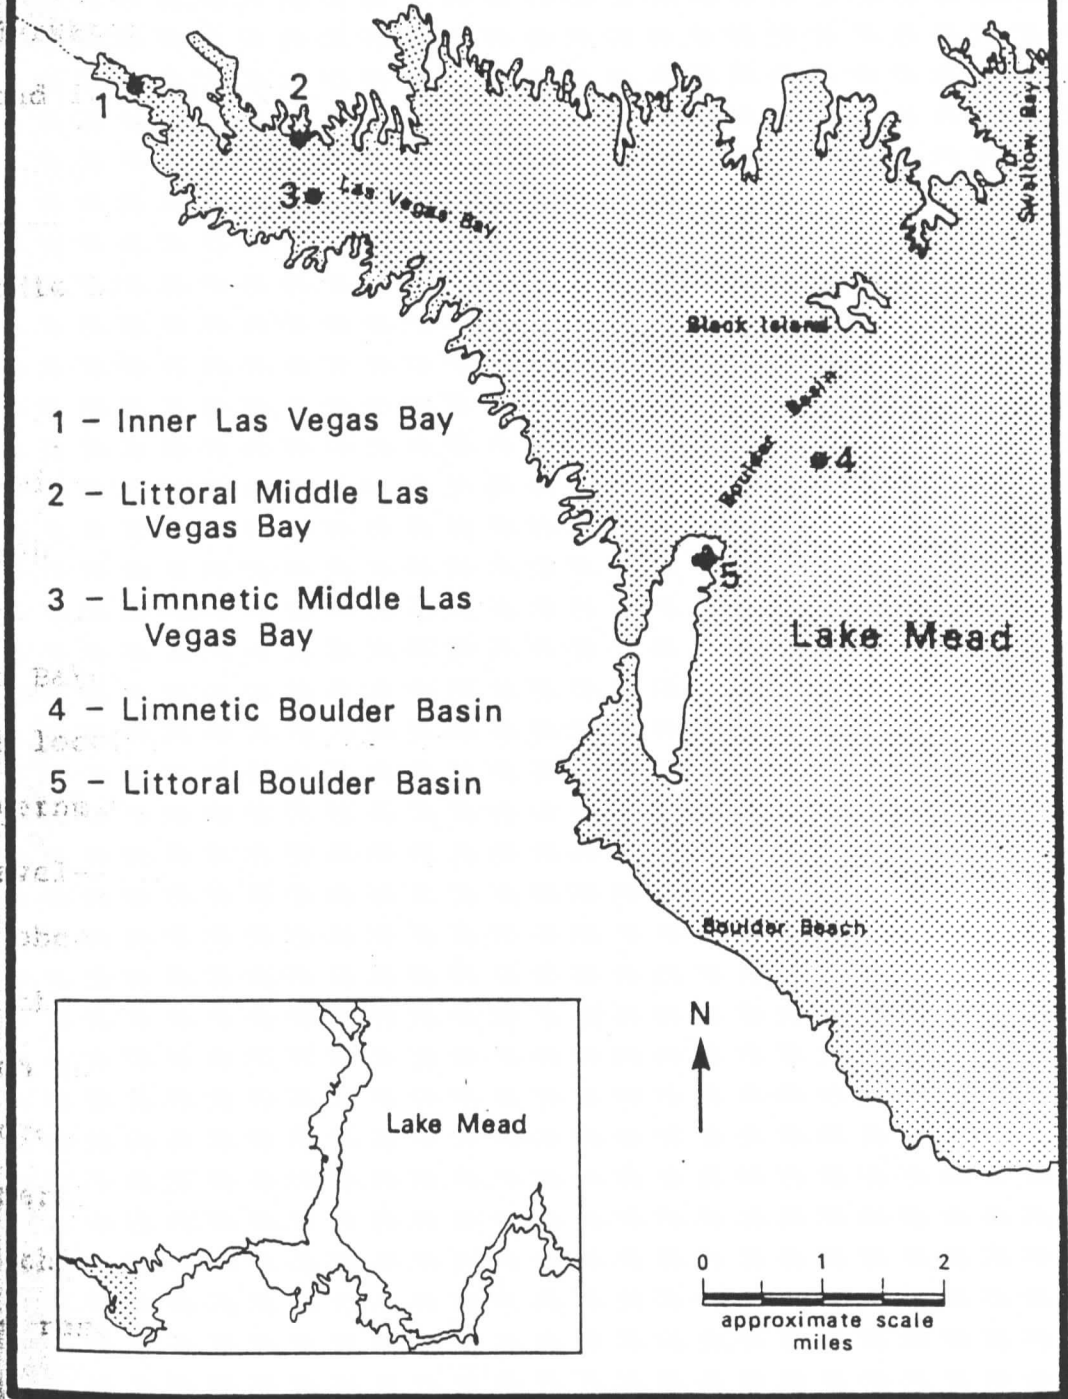 1
2
3
Las Vegas Bay
Swallow Bay
Black Island
Boulder Basin
4
5
Lake Mead
1 – Inner Las Vegas Bay
2 – Littoral Middle Las
Vegas Bay
3 – Limnnetic Middle Las
Vegas Bay
4 – Limnetic Boulder Basin
5 – Littoral Boulder Basin
Boulder Beach
N
Lake Mead
0 1 2
approximate scale
miles